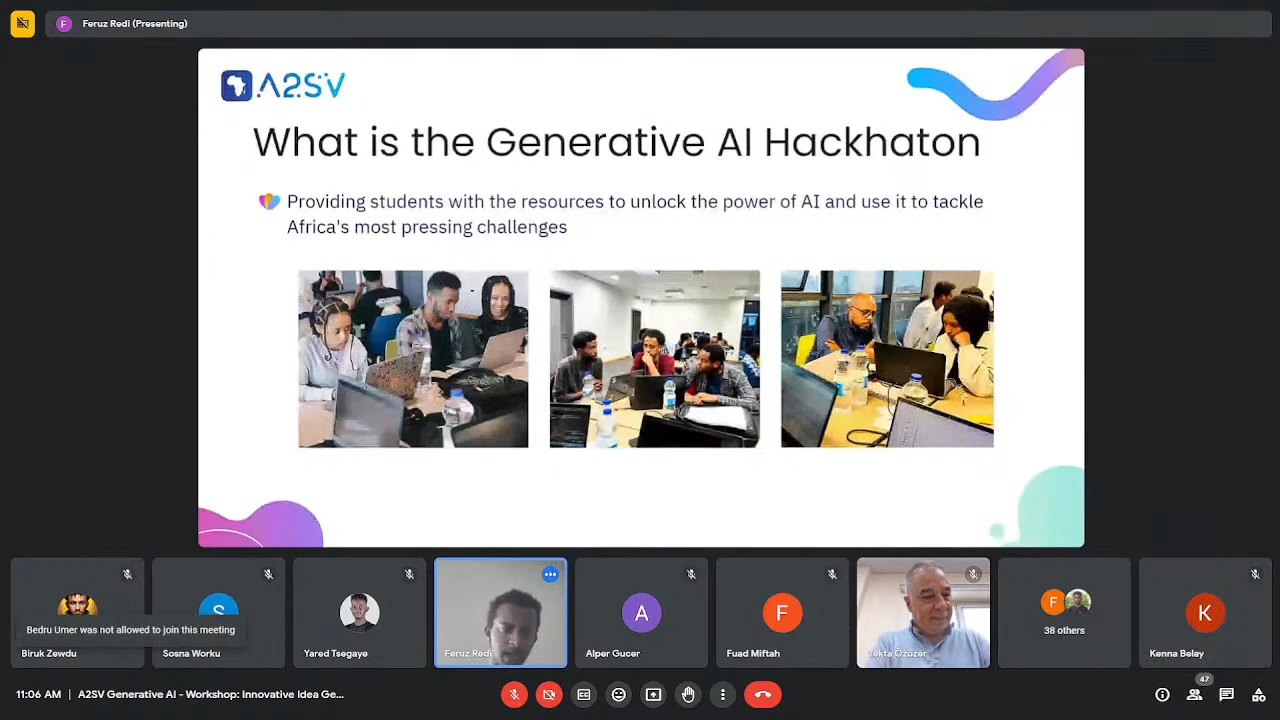 F
Feruz Redi (Presenting)
A2SV
What is the Generative AI Hackhaton
Providing students with the resources to unlock the power of AI and use it to tackle
Africa's most pressing challenges
Bedru Umer was not allowed to join this meeting
Biruk Zewdu
S
Sosna Worku
Yared Tsegaye
Feruz Redi
A
Alper Gucer
F
Fuad Miftah
Tekta Özözer
F
38 others
K
Kenna Belay
11:06 AM | A2SV Generative AI - Workshop: Innovative Idea Ge...
47